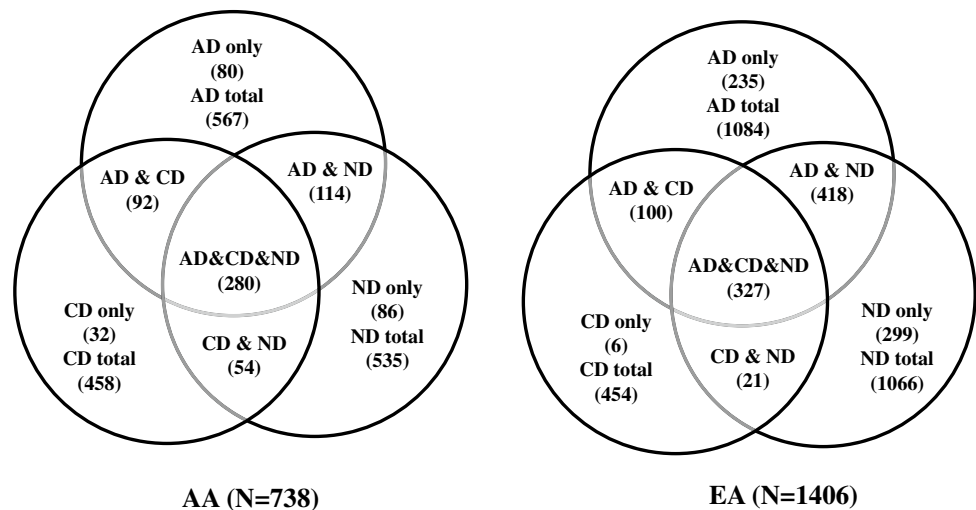 AD only
(80)
AD total
(567)
AD & CD
(92)
AD & ND
(114)
AD&CD&ND
(280)
CD only
(32)
CD total
(458)
CD & ND
(54)
ND only
(86)
ND total
(535)
AA (N=738)
AD only
(235)
AD total
(1084)
AD & CD
(100)
AD & ND
(418)
AD&CD&ND
(327)
CD only
(6)
CD total
(454)
CD & ND
(21)
ND only
(299)
ND total
(1066)
EA (N=1406)